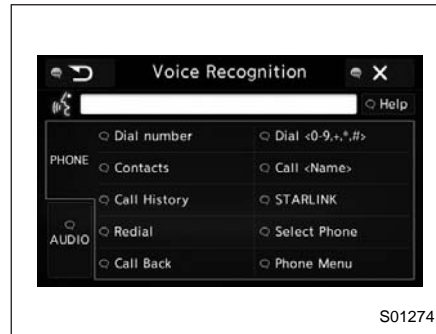 Voice Recognition
Help
PHONE
Dial number
Dial <0-9,+,*,#>
Contacts
Call <Name>
Call History
STARLINK
AUDIO
Redial
Select Phone
Call Back
Phone Menu
S01274